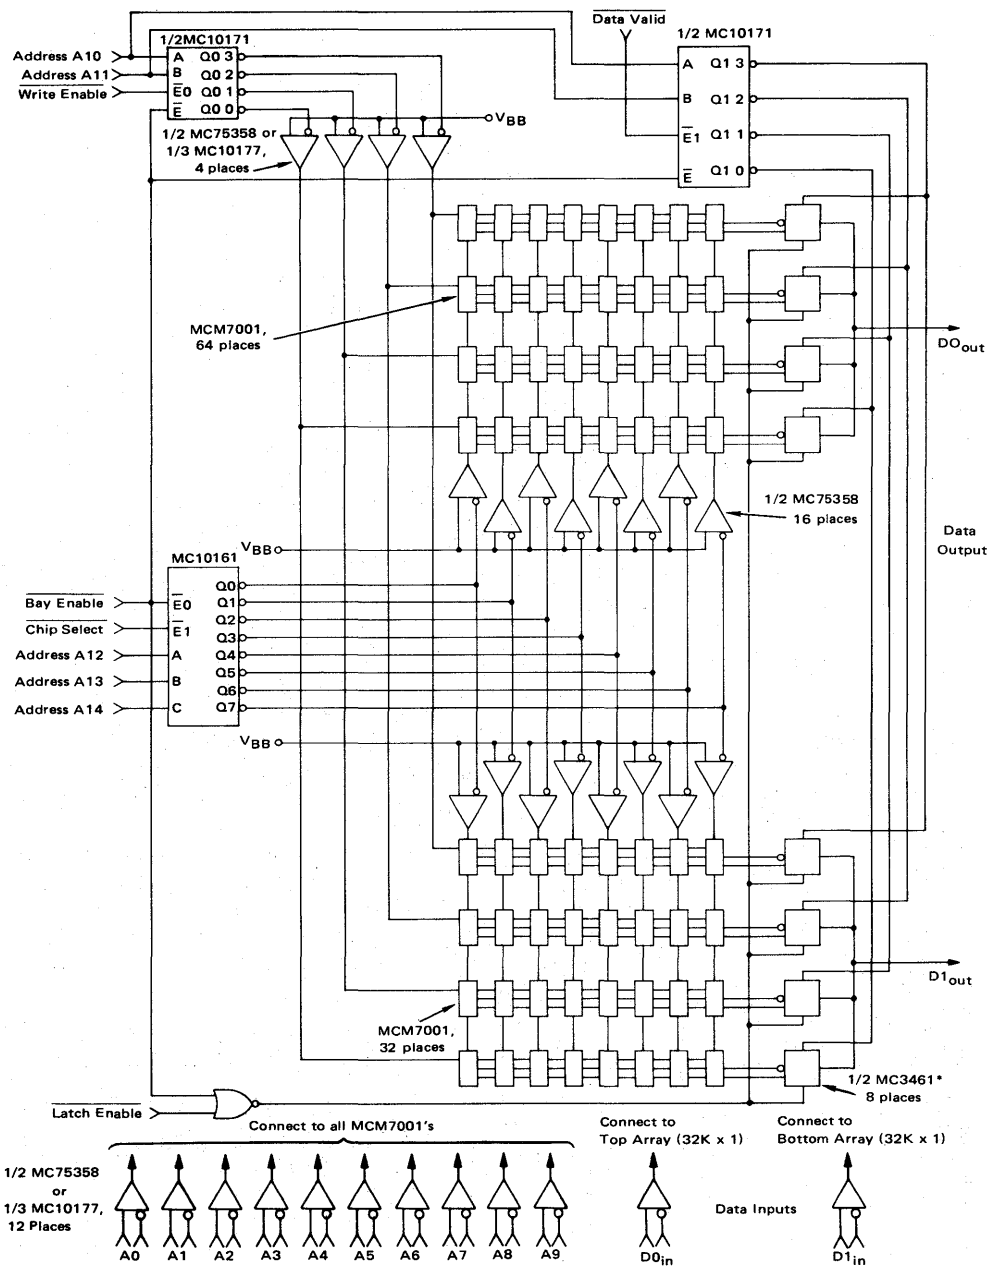 Data Valid
1/2MC10171
1/2 MC10171
Address A10
Address A11
Write Enable
A Q0 3
B Q0 2
E0 Q0 1
E Q0 0
A Q1 3
B Q1 2
E1 Q1 1
E Q1 0
VBB
1/2 MC75358 or
1/3 MC10177,
4 places
MCM7001,
64 places
D0out
1/2 MC75358
16 places
Data
Output
VBB
MC10161
Bay Enable
Chip Select
Address A12
Address A13
Address A14
E0
E1
A
B
C
Q0
Q1
Q2
Q3
Q4
Q5
Q6
Q7
VBB
D1out
MCM7001,
32 places
1/2 MC3461*
8 places
Latch Enable
Connect to all MCM7001's
Connect to
Top Array (32K x 1)
Connect to
Bottom Array (32K x 1)
1/2 MC75358
or
1/3 MC10177,
12 Places
Data Inputs
A0 A1 A2 A3 A4 A5 A6 A7 A8 A9 D0in D1in